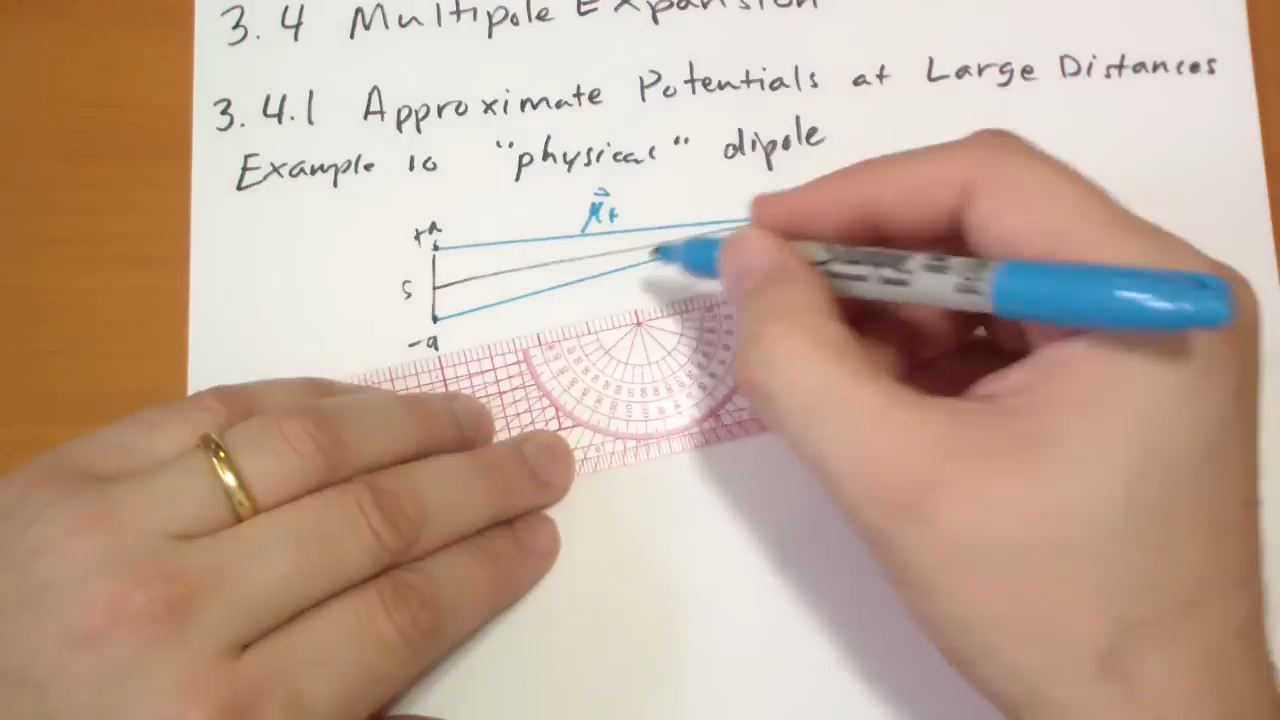 3.4 Multipole Expansion
3.4.1 Approximate Potentials at Large Distances
Example 10 "physical" dipole
r+
+q
s
-q